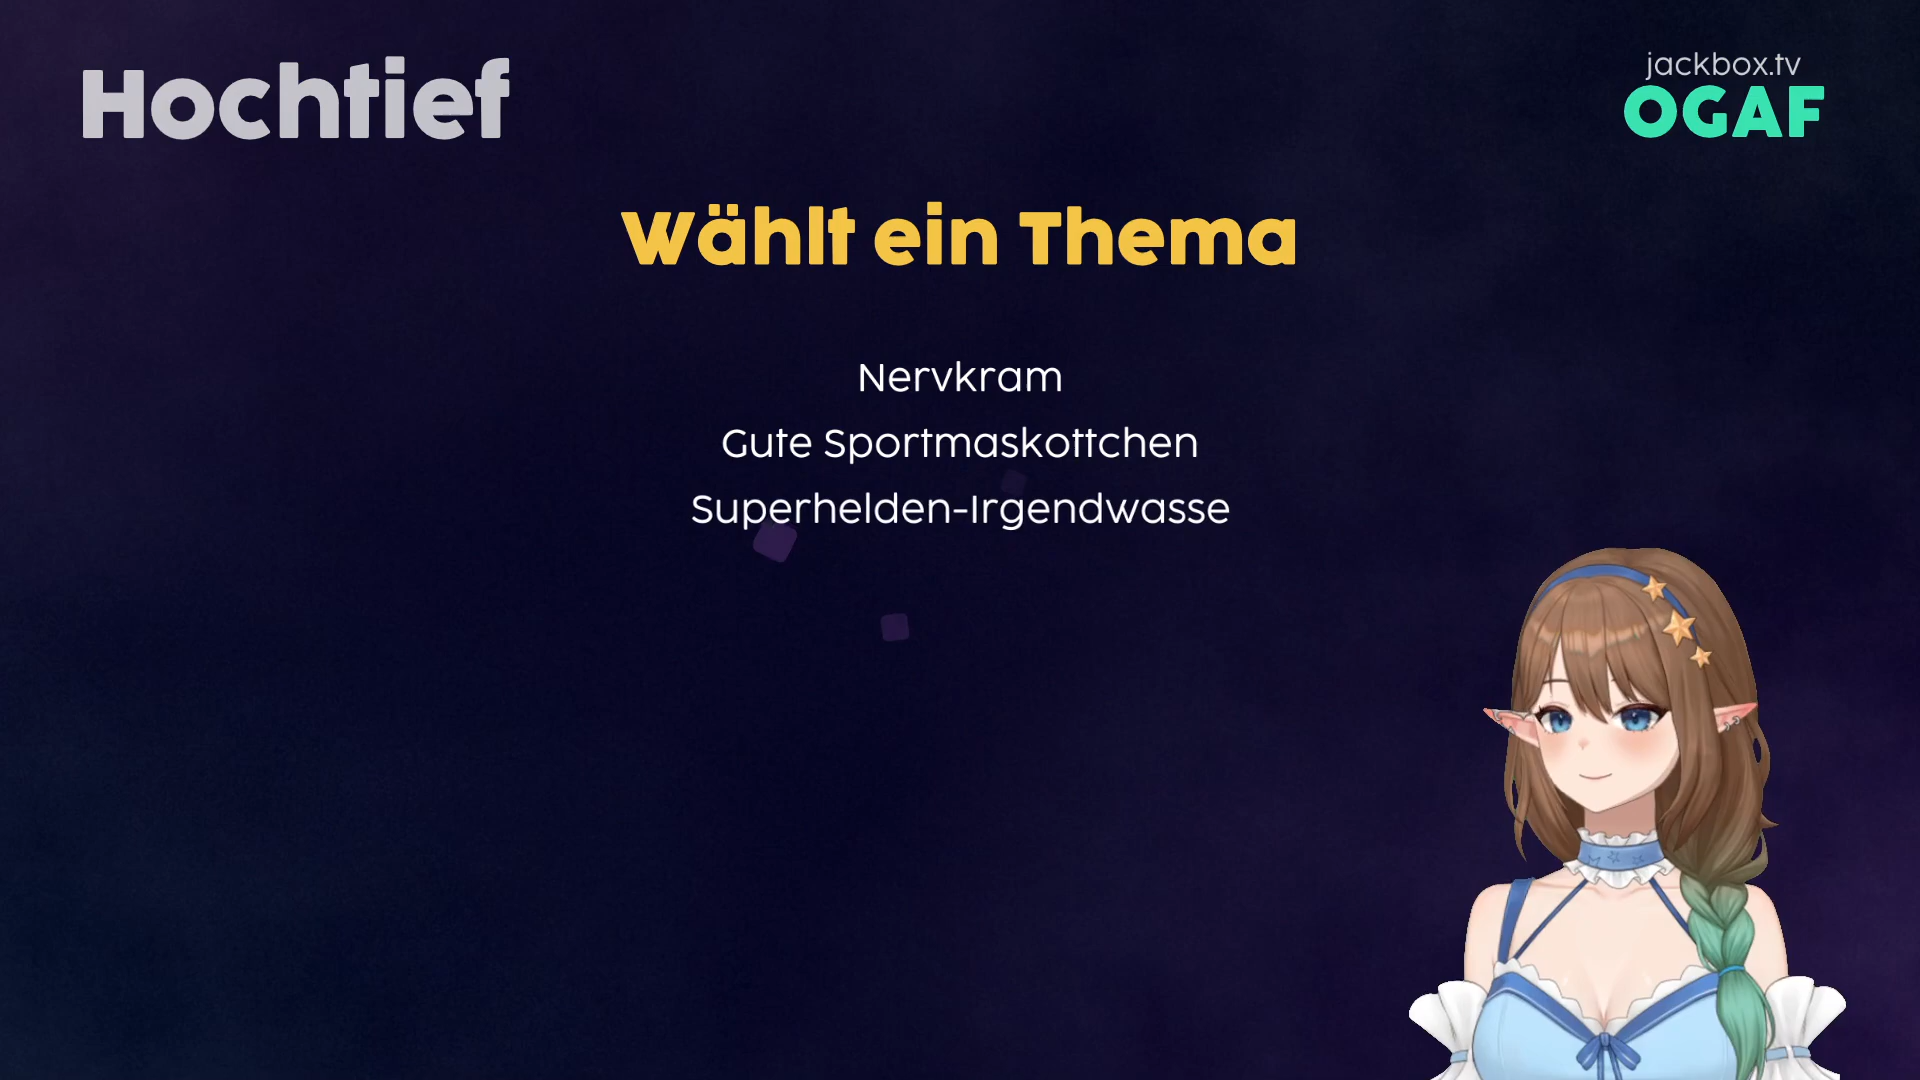 Hochtief
jackbox.tv
OGAF
Wählt ein Thema
Nervkram
Gute Sportmaskottchen
Superhelden-Irgendwasse